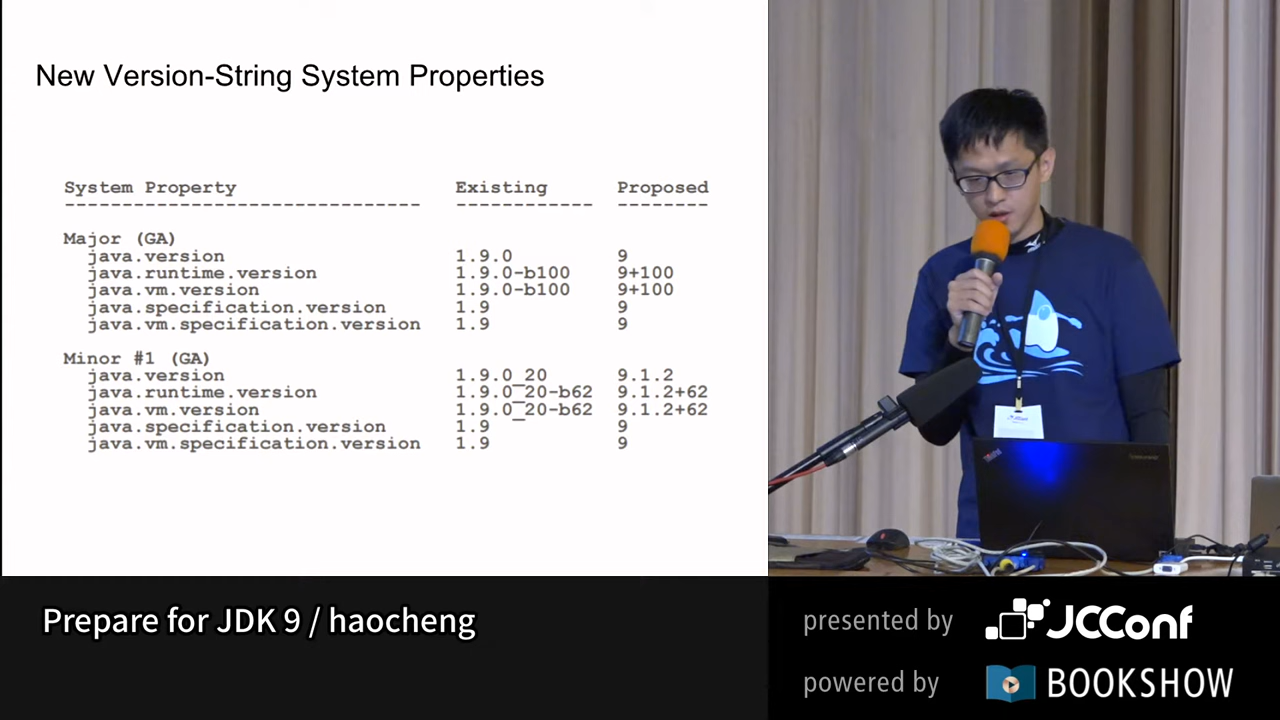 New Version-String System Properties
System Property Existing Proposed
------------------------------- ------------ --------
Major (GA)
java.version 1.9.0 9
java.runtime.version 1.9.0-b100 9+100
java.vm.version 1.9.0-b100 9+100
java.specification.version 1.9 9
java.vm.specification.version 1.9 9
Minor #1 (GA)
java.version 1.9.0_20 9.1.2
java.runtime.version 1.9.0_20-b62 9.1.2+62
java.vm.version 1.9.0_20-b62 9.1.2+62
java.specification.version 1.9 9
java.vm.specification.version 1.9 9
Prepare for JDK 9 / haocheng
presented by JCConf
powered by BOOKSHOW